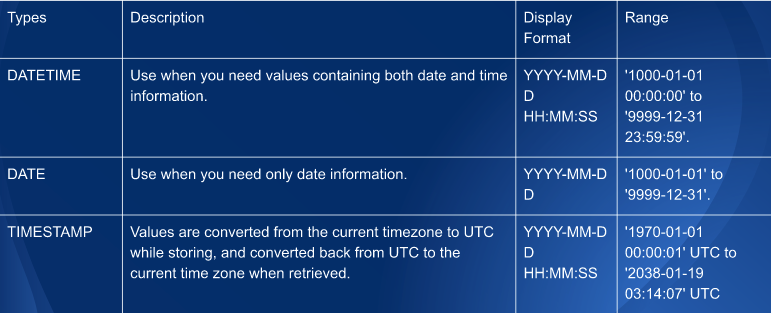 Types
Description
Display
Format
Range
DATETIME
Use when you need values containing both date and time
information.
YYYY-MM-D
D
HH:MM:SS
'1000-01-01
00:00:00' to
'9999-12-31
23:59:59'.
DATE
Use when you need only date information.
YYYY-MM-D
D
'1000-01-01' to
'9999-12-31'.
TIMESTAMP
Values are converted from the current timezone to UTC
while storing, and converted back from UTC to the
current time zone when retrieved.
YYYY-MM-D
D
HH:MM:SS
'1970-01-01
00:00:01' UTC to
'2038-01-19
03:14:07' UTC